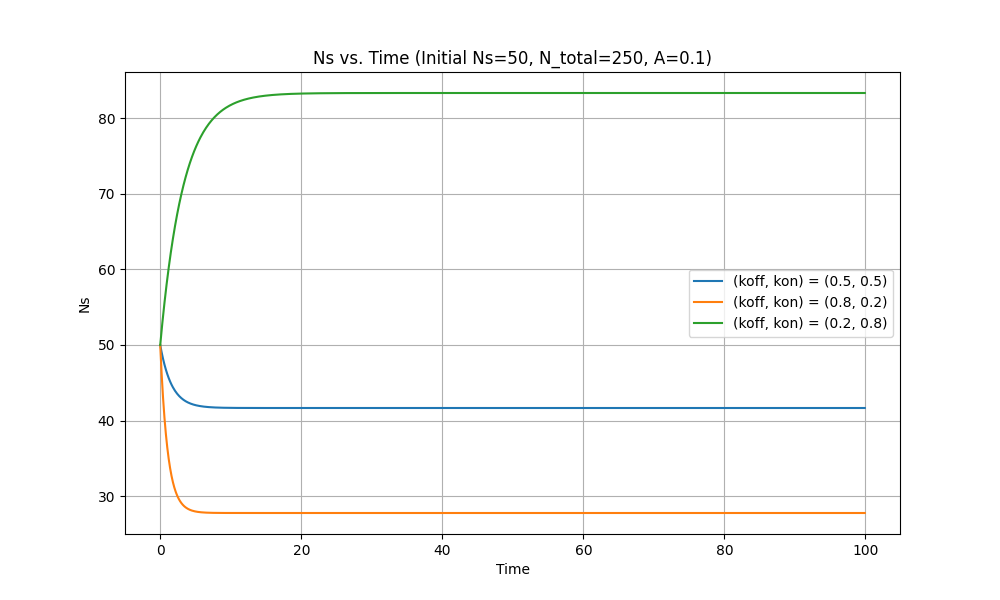 Ns vs. Time (Initial Ns=50, N_total=250, A=0.1)
Ns
80
70
60
50
40
30
(koff, kon) = (0.5, 0.5)
(koff, kon) = (0.8, 0.2)
(koff, kon) = (0.2, 0.8)
0 20 40 60 80 100
Time